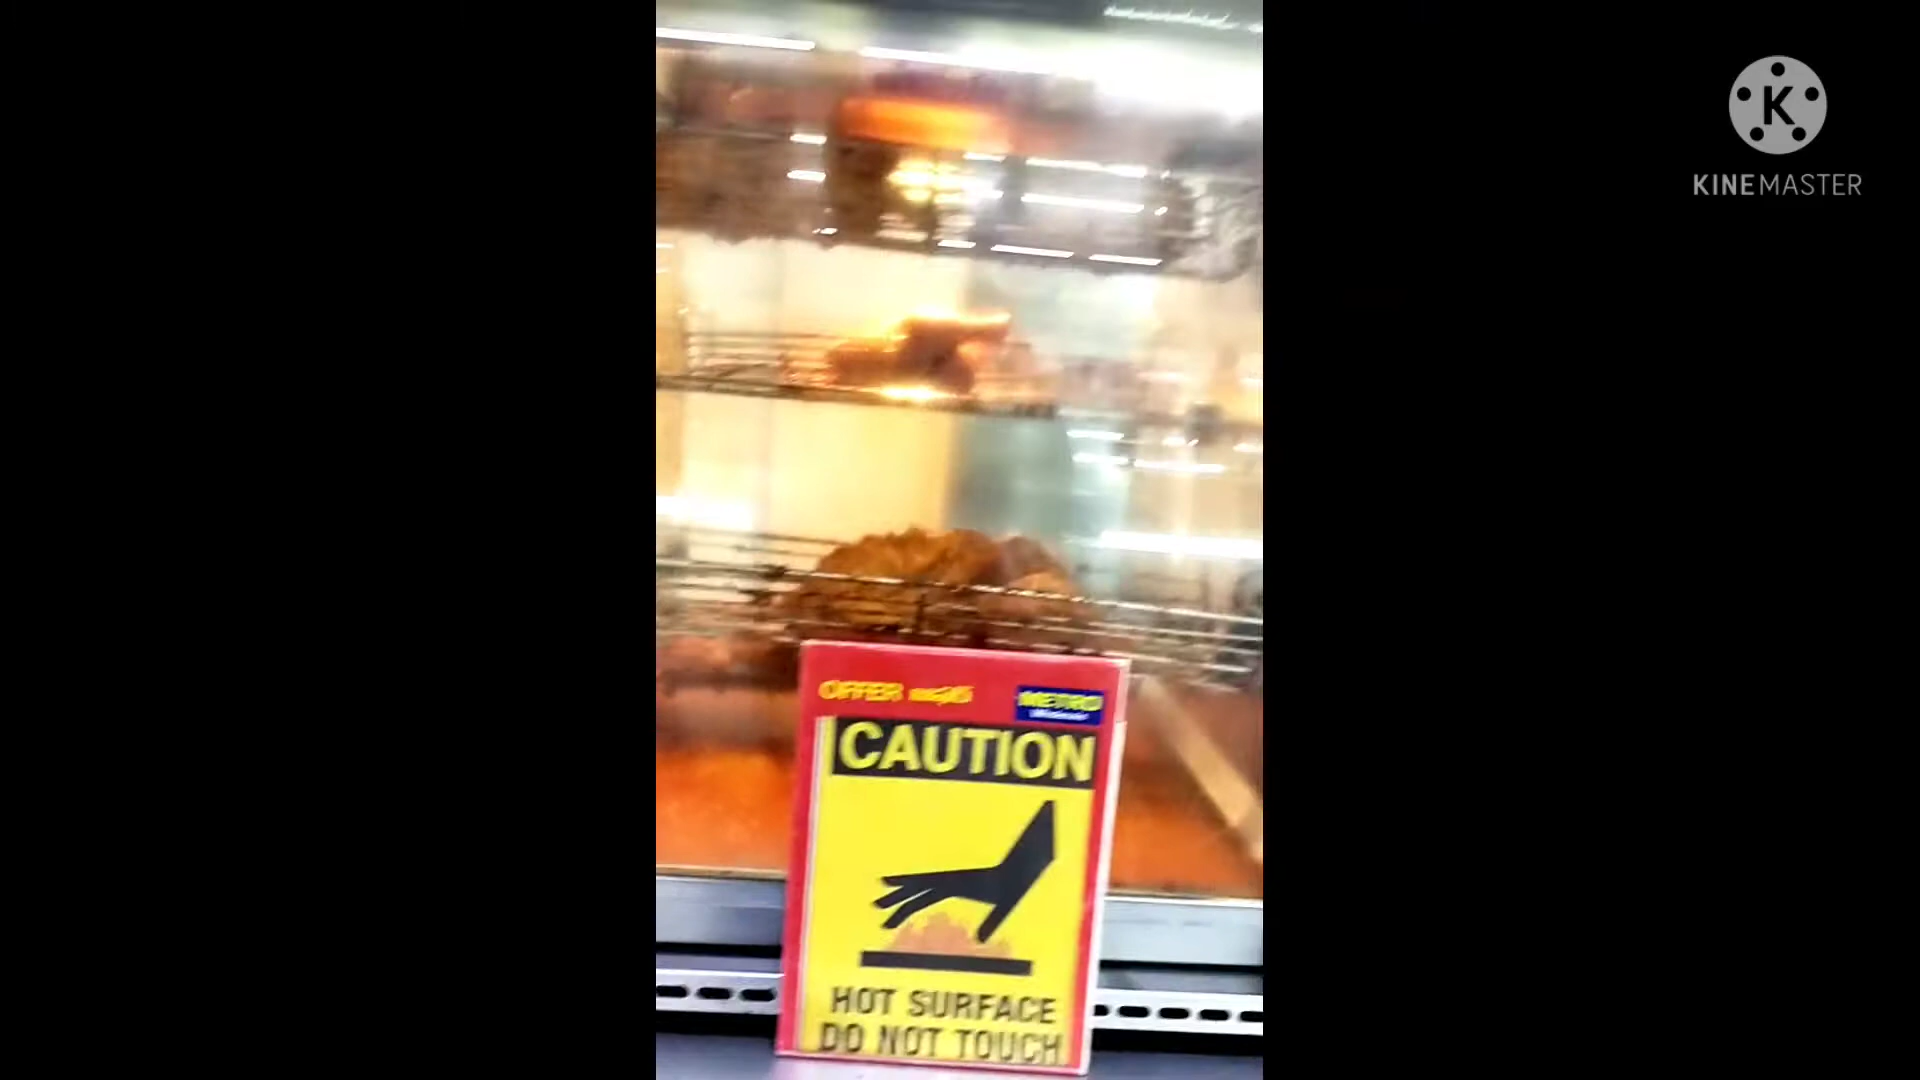 KINEMASTER
OFFER
METRO
CAUTION
HOT SURFACE
DO NOT TOUCH